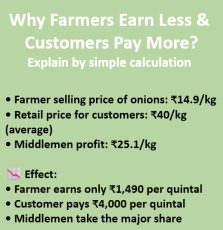 Why Farmers Earn Less &
Customers Pay More?
Explain by simple calculation
• Farmer selling price of onions: ₹14.9/kg
• Retail price for customers: ₹40/kg
(average)
• Middlemen profit: ₹25.1/kg
📉 Effect:
• Farmer earns only ₹1,490 per quintal
• Customer pays ₹4,000 per quintal
• Middlemen take the major share